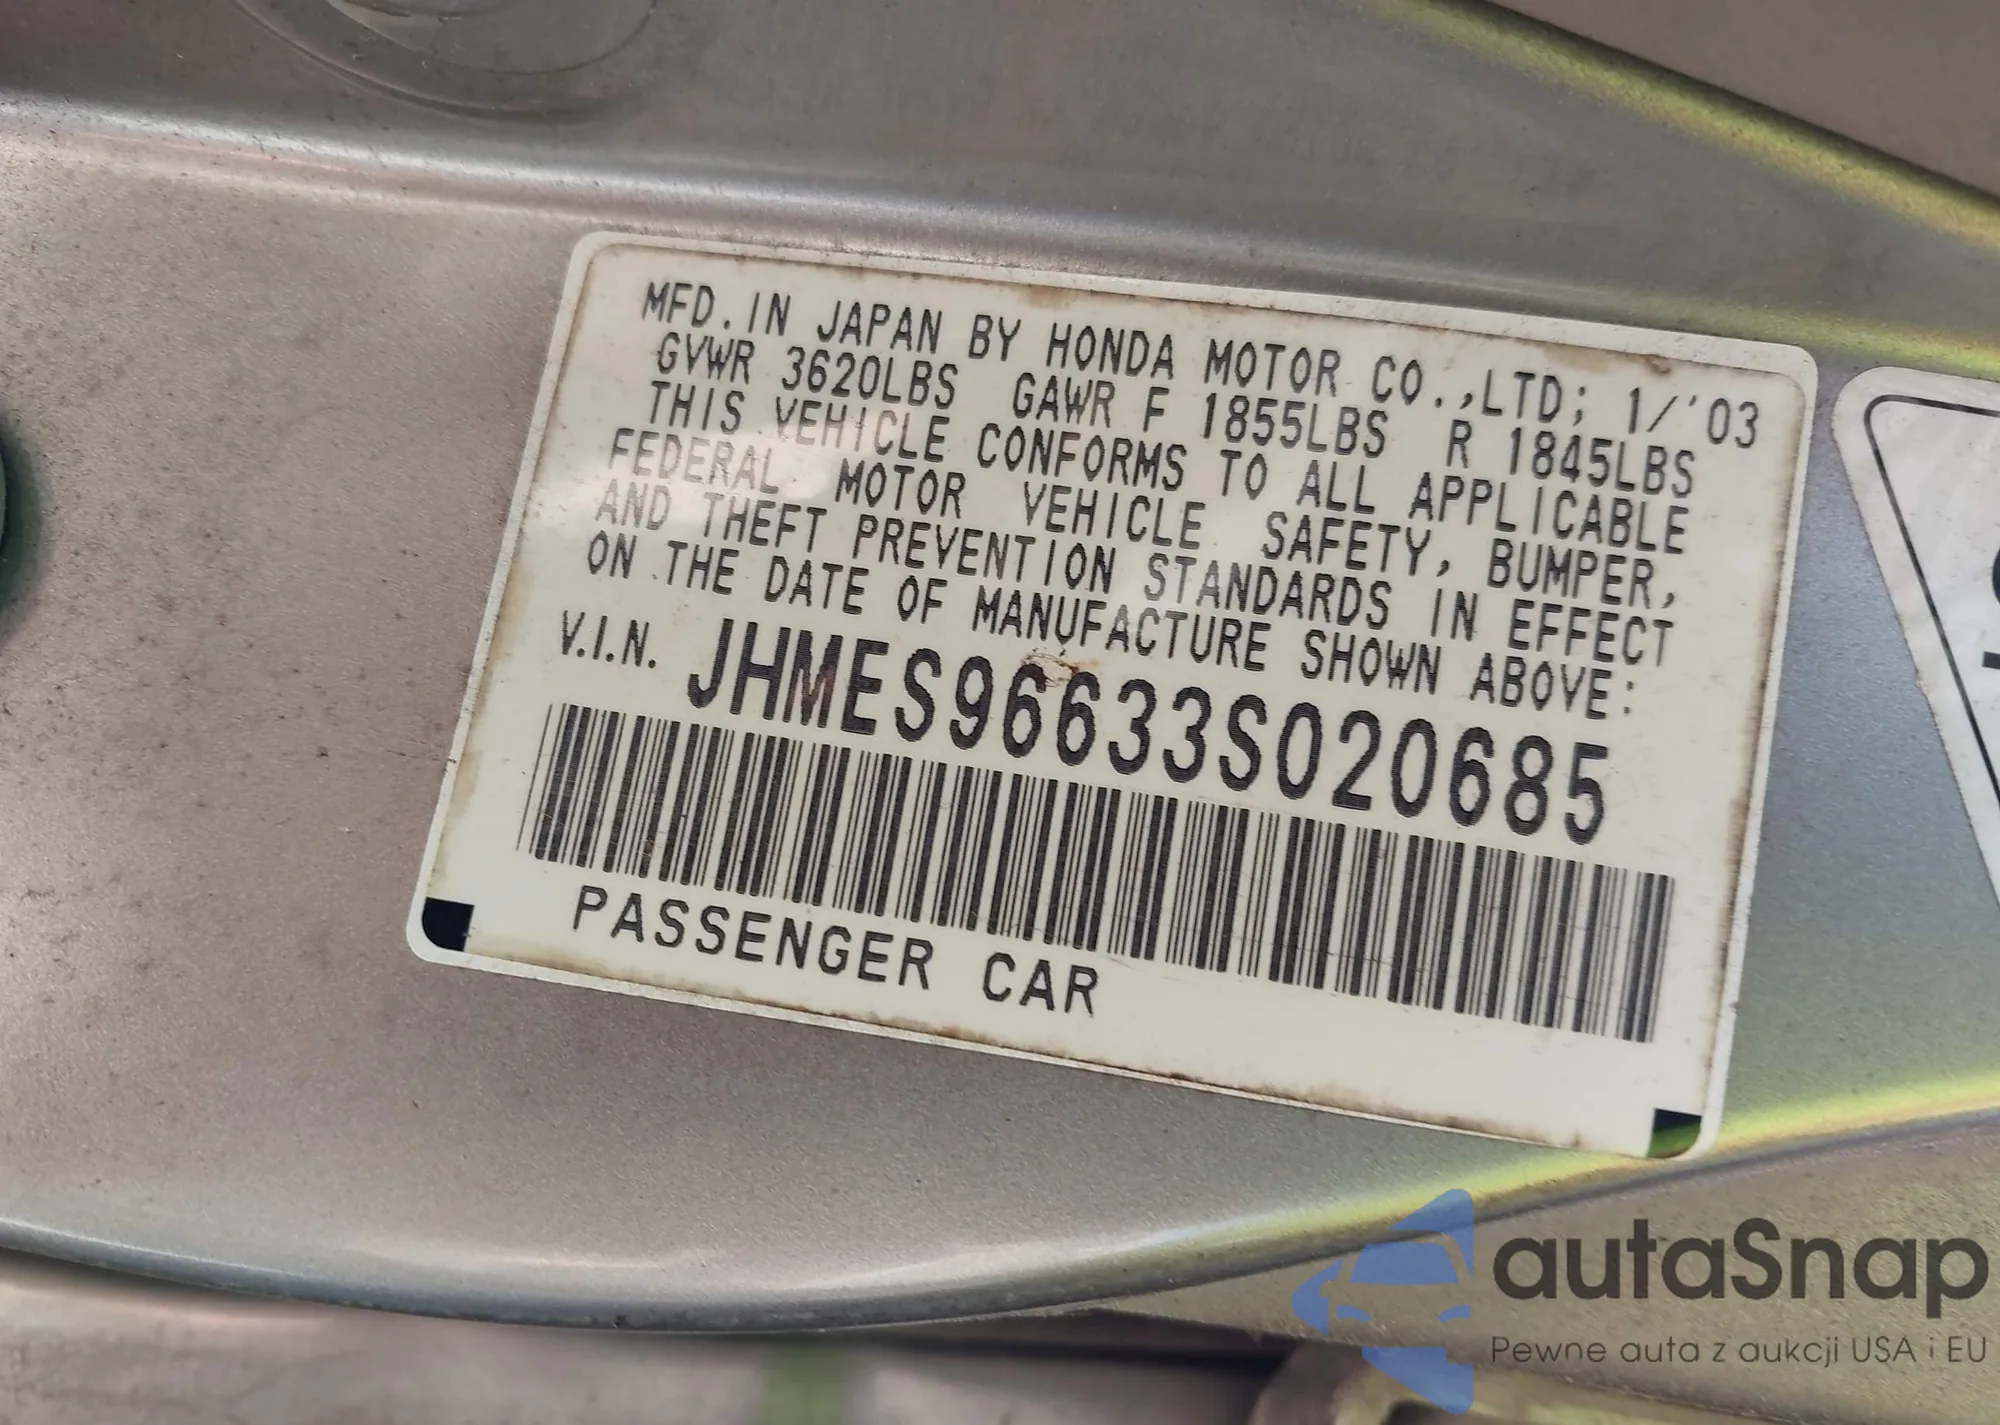 MFD. IN JAPAN BY HONDA MOTOR CO.,LTD; 1/'03
GVWR 3620LBS GAWR F 1855LBS R 1845LBS
THIS VEHICLE CONFORMS TO ALL APPLICABLE
FEDERAL MOTOR VEHICLE SAFETY, BUMPER,
AND THEFT PREVENTION STANDARDS IN EFFECT
ON THE DATE OF MANUFACTURE SHOWN ABOVE:
V.I.N. JHMES96633S020685
PASSENGER CAR
autaSnap
Pewne auta z aukcji USA i EU